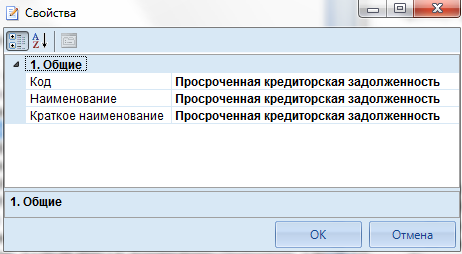 Свойства
1. Общие
Код Просроченная кредиторская задолженность
Наименование Просроченная кредиторская задолженность
Краткое наименование Просроченная кредиторская задолженность
1. Общие
ОК Отмена